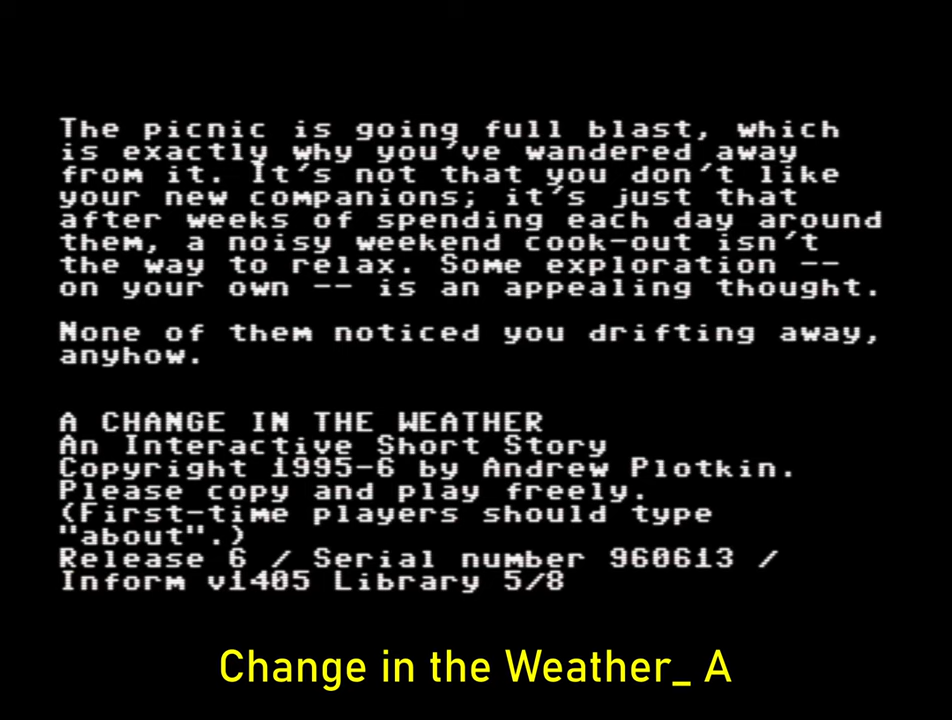 The picnic is going full blast, which
is exactly why you've wandered away
from it. It's not that you don't like
your new companions; it's just that
after weeks of spending each day around
them, a noisy weekend cook-out isn't
the way to relax. Some exploration --
on your own -- is an appealing thought.
None of them noticed you drifting away,
anyhow.
A CHANGE IN THE WEATHER
An Interactive Short Story
Copyright 1995-6 by Andrew Plotkin.
Please copy and play freely.
(First-time players should type
"about".)
Release 6 / Serial number 960613 /
Inform v1405 Library 5/8
Change in the Weather_ A